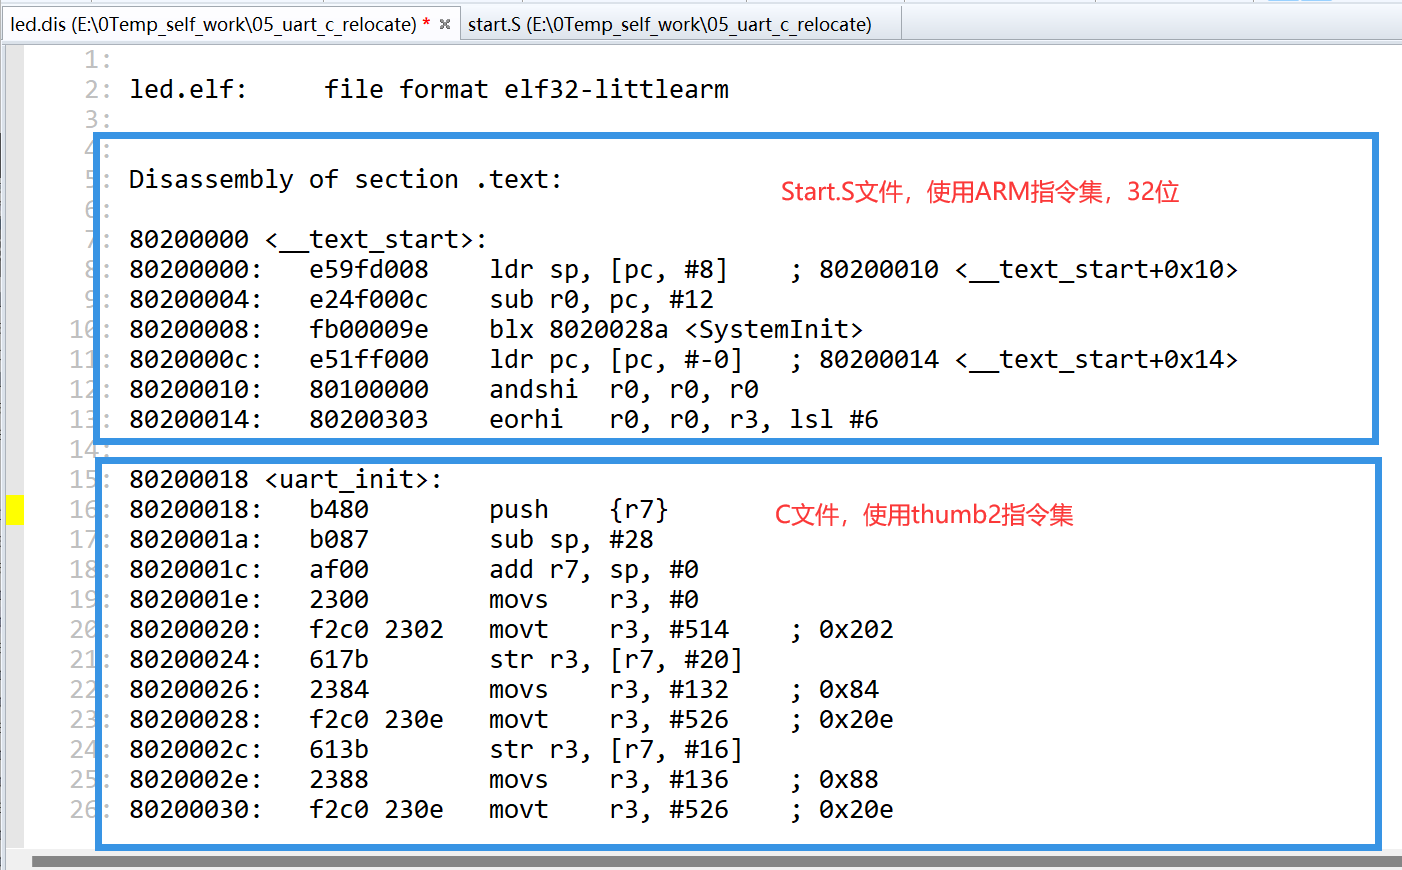 led.dis (E:\0Temp_self_work\05_uart_c_relocate) * × start.S (E:\0Temp_self_work\05_uart_c_relocate)
1:
2: led.elf:     file format elf32-littlearm
3:
4:
5: Disassembly of section .text:
Start.S文件，使用ARM指令集，32位
6:
7: 80200000 <__text_start>:
8: 80200000:   e59fd008    ldr sp, [pc, #8]    ; 80200010 <__text_start+0x10>
9: 80200004:   e24f000c    sub r0, pc, #12
10: 80200008:   fb00009e    blx 8020028a <SystemInit>
11: 8020000c:   e51ff000    ldr pc, [pc, #-0]   ; 80200014 <__text_start+0x14>
12: 80200010:   80100000    andshi  r0, r0, r0
13: 80200014:   80200303    eorhi   r0, r0, r3, lsl #6
14:
15: 80200018 <uart_init>:
16: 80200018:   b480        push    {r7}
C文件，使用thumb2指令集
17: 8020001a:   b087        sub sp, #28
18: 8020001c:   af00        add r7, sp, #0
19: 8020001e:   2300        movs    r3, #0
20: 80200020:   f2c0 2302   movt    r3, #514    ; 0x202
21: 80200024:   617b        str r3, [r7, #20]
22: 80200026:   2384        movs    r3, #132    ; 0x84
23: 80200028:   f2c0 230e   movt    r3, #526    ; 0x20e
24: 8020002c:   613b        str r3, [r7, #16]
25: 8020002e:   2388        movs    r3, #136    ; 0x88
26: 80200030:   f2c0 230e   movt    r3, #526    ; 0x20e